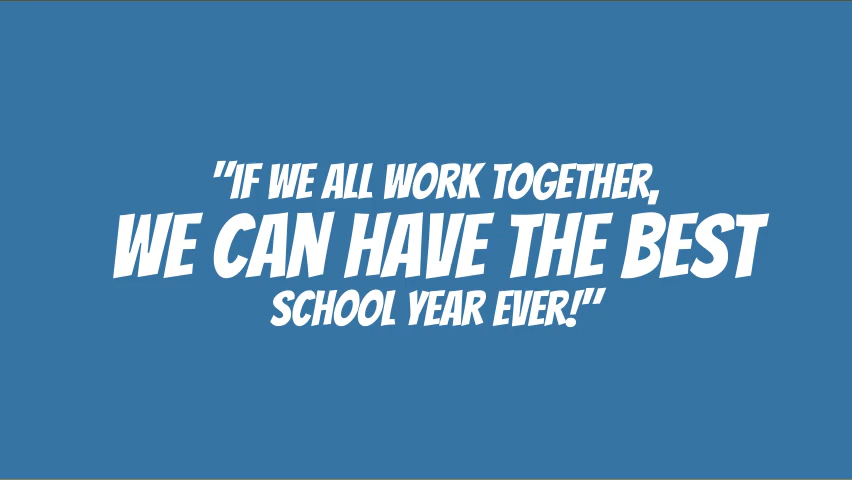 "IF WE ALL WORK TOGETHER,
WE CAN HAVE THE BEST
SCHOOL YEAR EVER!"